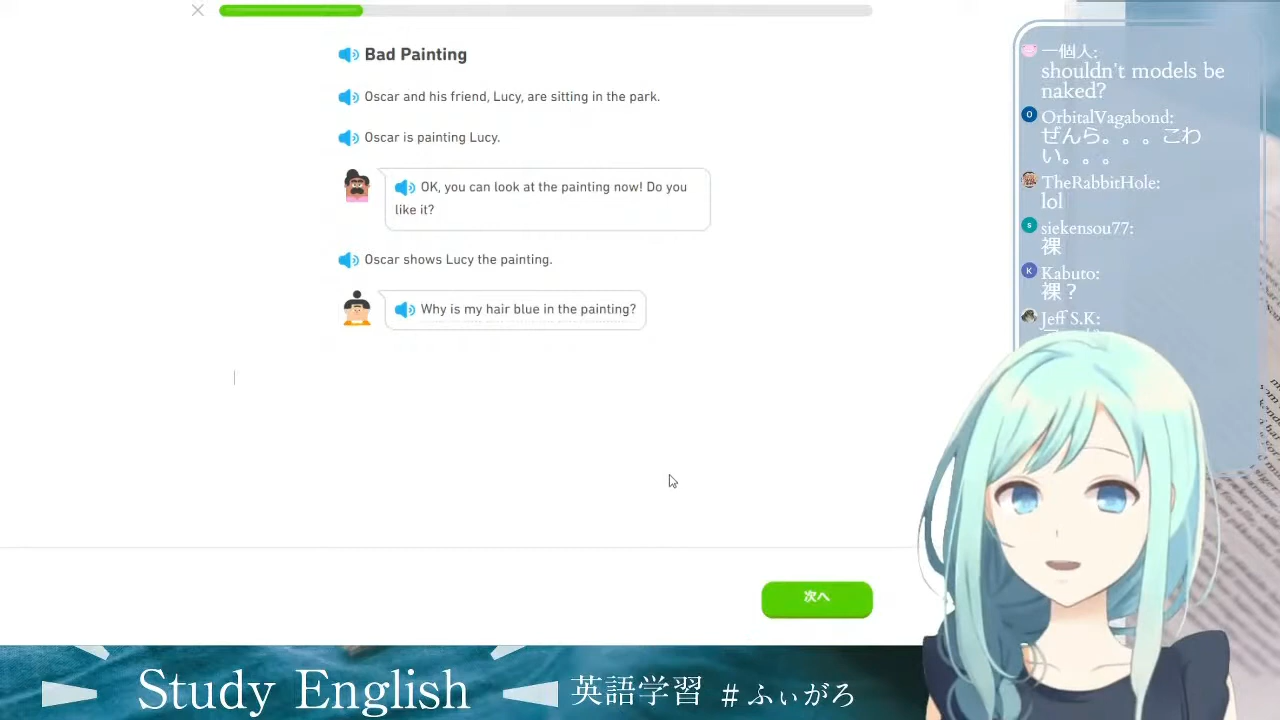 Bad Painting
Oscar and his friend, Lucy, are sitting in the park.
Oscar is painting Lucy.
OK, you can look at the painting now! Do you
like it?
Oscar shows Lucy the painting.
Why is my hair blue in the painting?
次へ
一個人:
shouldn't models be
naked?
OrbitalVagabond:
ぜんら。。。こわ
い。。。
TheRabbitHole:
lol
siekensou77:
裸
Kabuto:
裸？
Jeff S.K:
Study English
英語学習 #ふぃがろ